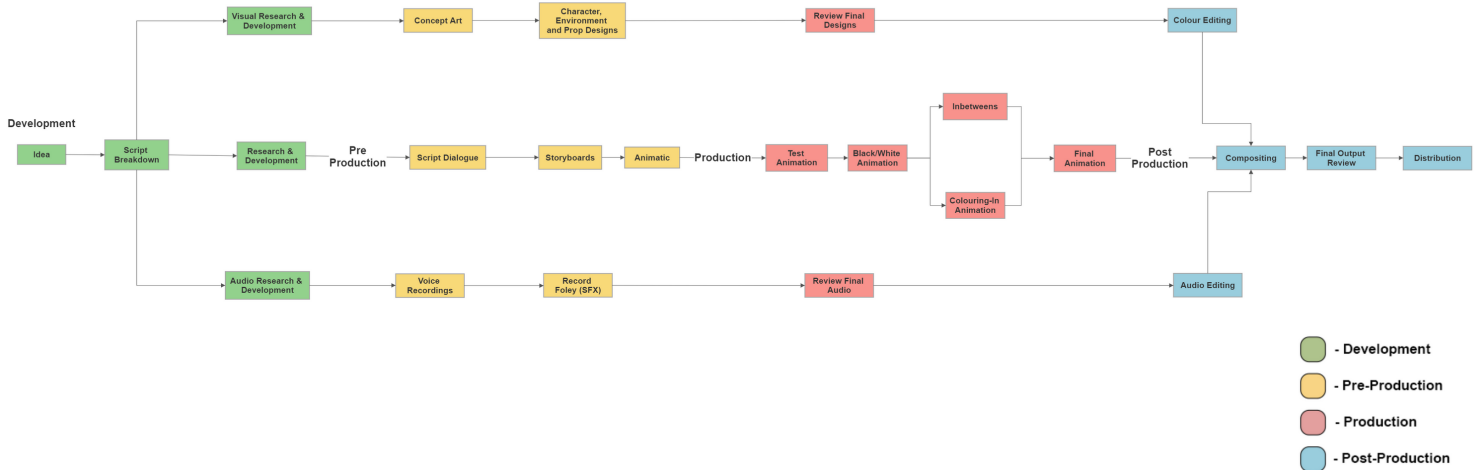 Visual Research &
Development
Concept Art
Character,
Environment
and Prop Designs
Review Final
Designs
Colour Editing
Development
Idea
Script
Breakdown
Research &
Development
Pre
Production
Script Dialogue
Storyboards
Animatic
Production
Test
Animation
Black/White
Animation
Inbetweens
Colouring-In
Animation
Final
Animation
Post
Production
Compositing
Final Output
Review
Distribution
Audio Research &
Development
Voice
Recordings
Record
Foley (SFX)
Review Final
Audio
Audio Editing
- Development
- Pre-Production
- Production
- Post-Production